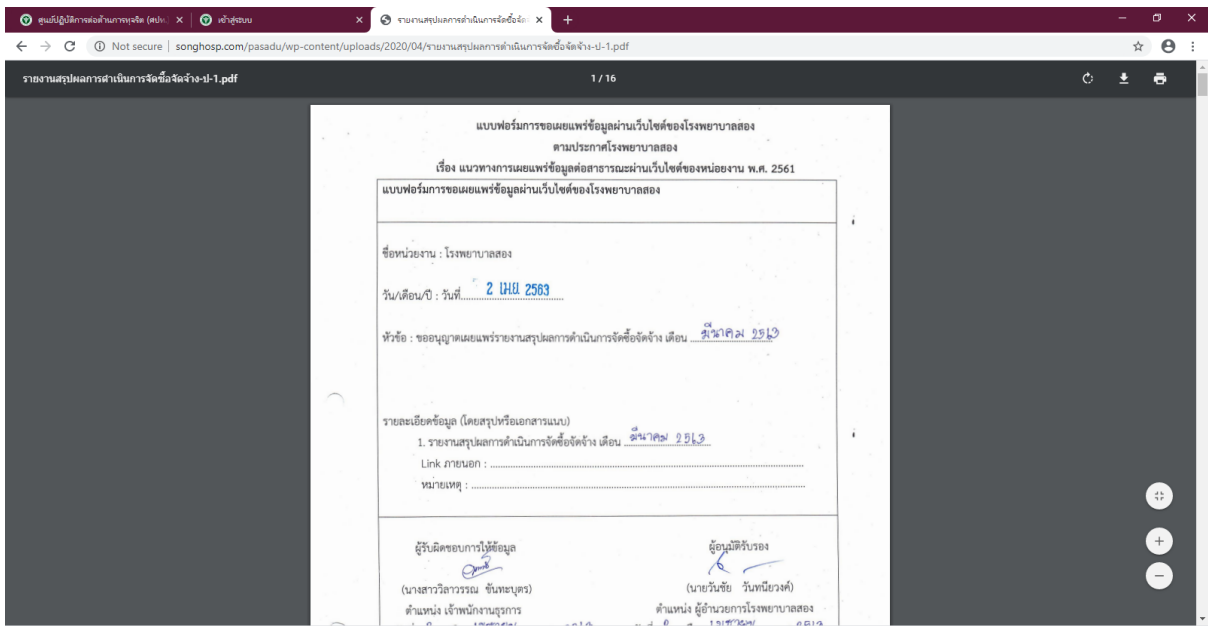 ศูนย์ปฏิบัติการต่อต้านการทุจริต (ศปท.)
เข้าสู่ระบบ
รายงานสรุปผลการดำเนินการจัดซื้อจัด
Not secure | songhosp.com/pasadu/wp-content/uploads/2020/04/รายงานสรุปผลการดำเนินการจัดซื้อจัดจ้าง-ป-1.pdf
รายงานสรุปผลการดำเนินการจัดซื้อจัดจ้าง-ป-1.pdf
1 / 16
แบบฟอร์มการขอเผยแพร่ข้อมูลผ่านเว็บไซต์ของโรงพยาบาลสอง
ตามประกาศโรงพยาบาลสอง
เรื่อง แนวทางการเผยแพร่ข้อมูลต่อสาธารณะผ่านเว็บไซต์ของหน่วยงาน พ.ศ. 2561
แบบฟอร์มการขอเผยแพร่ข้อมูลผ่านเว็บไซต์ของโรงพยาบาลสอง
ชื่อหน่วยงาน : โรงพยาบาลสอง
วัน/เดือน/ปี : วันที่ 2 เม.ย. 2563
หัวข้อ : ขออนุญาตเผยแพร่รายงานสรุปผลการดำเนินการจัดซื้อจัดจ้าง เดือน มีนาคม 2563
รายละเอียดข้อมูล (โดยสรุปหรือเอกสารแนบ)
1. รายงานสรุปผลการดำเนินการจัดซื้อจัดจ้าง เดือน มีนาคม 2563
Link ภายนอก :
หมายเหตุ :
ผู้รับผิดชอบการให้ข้อมูล
ผู้อนุมัติรับรอง
(นางสาววิลาวรรณ ขันทะบุตร)
(นายวันชัย วันทนียวงค์)
ตำแหน่ง เจ้าพนักงานธุรการ
ตำแหน่ง ผู้อำนวยการโรงพยาบาลสอง